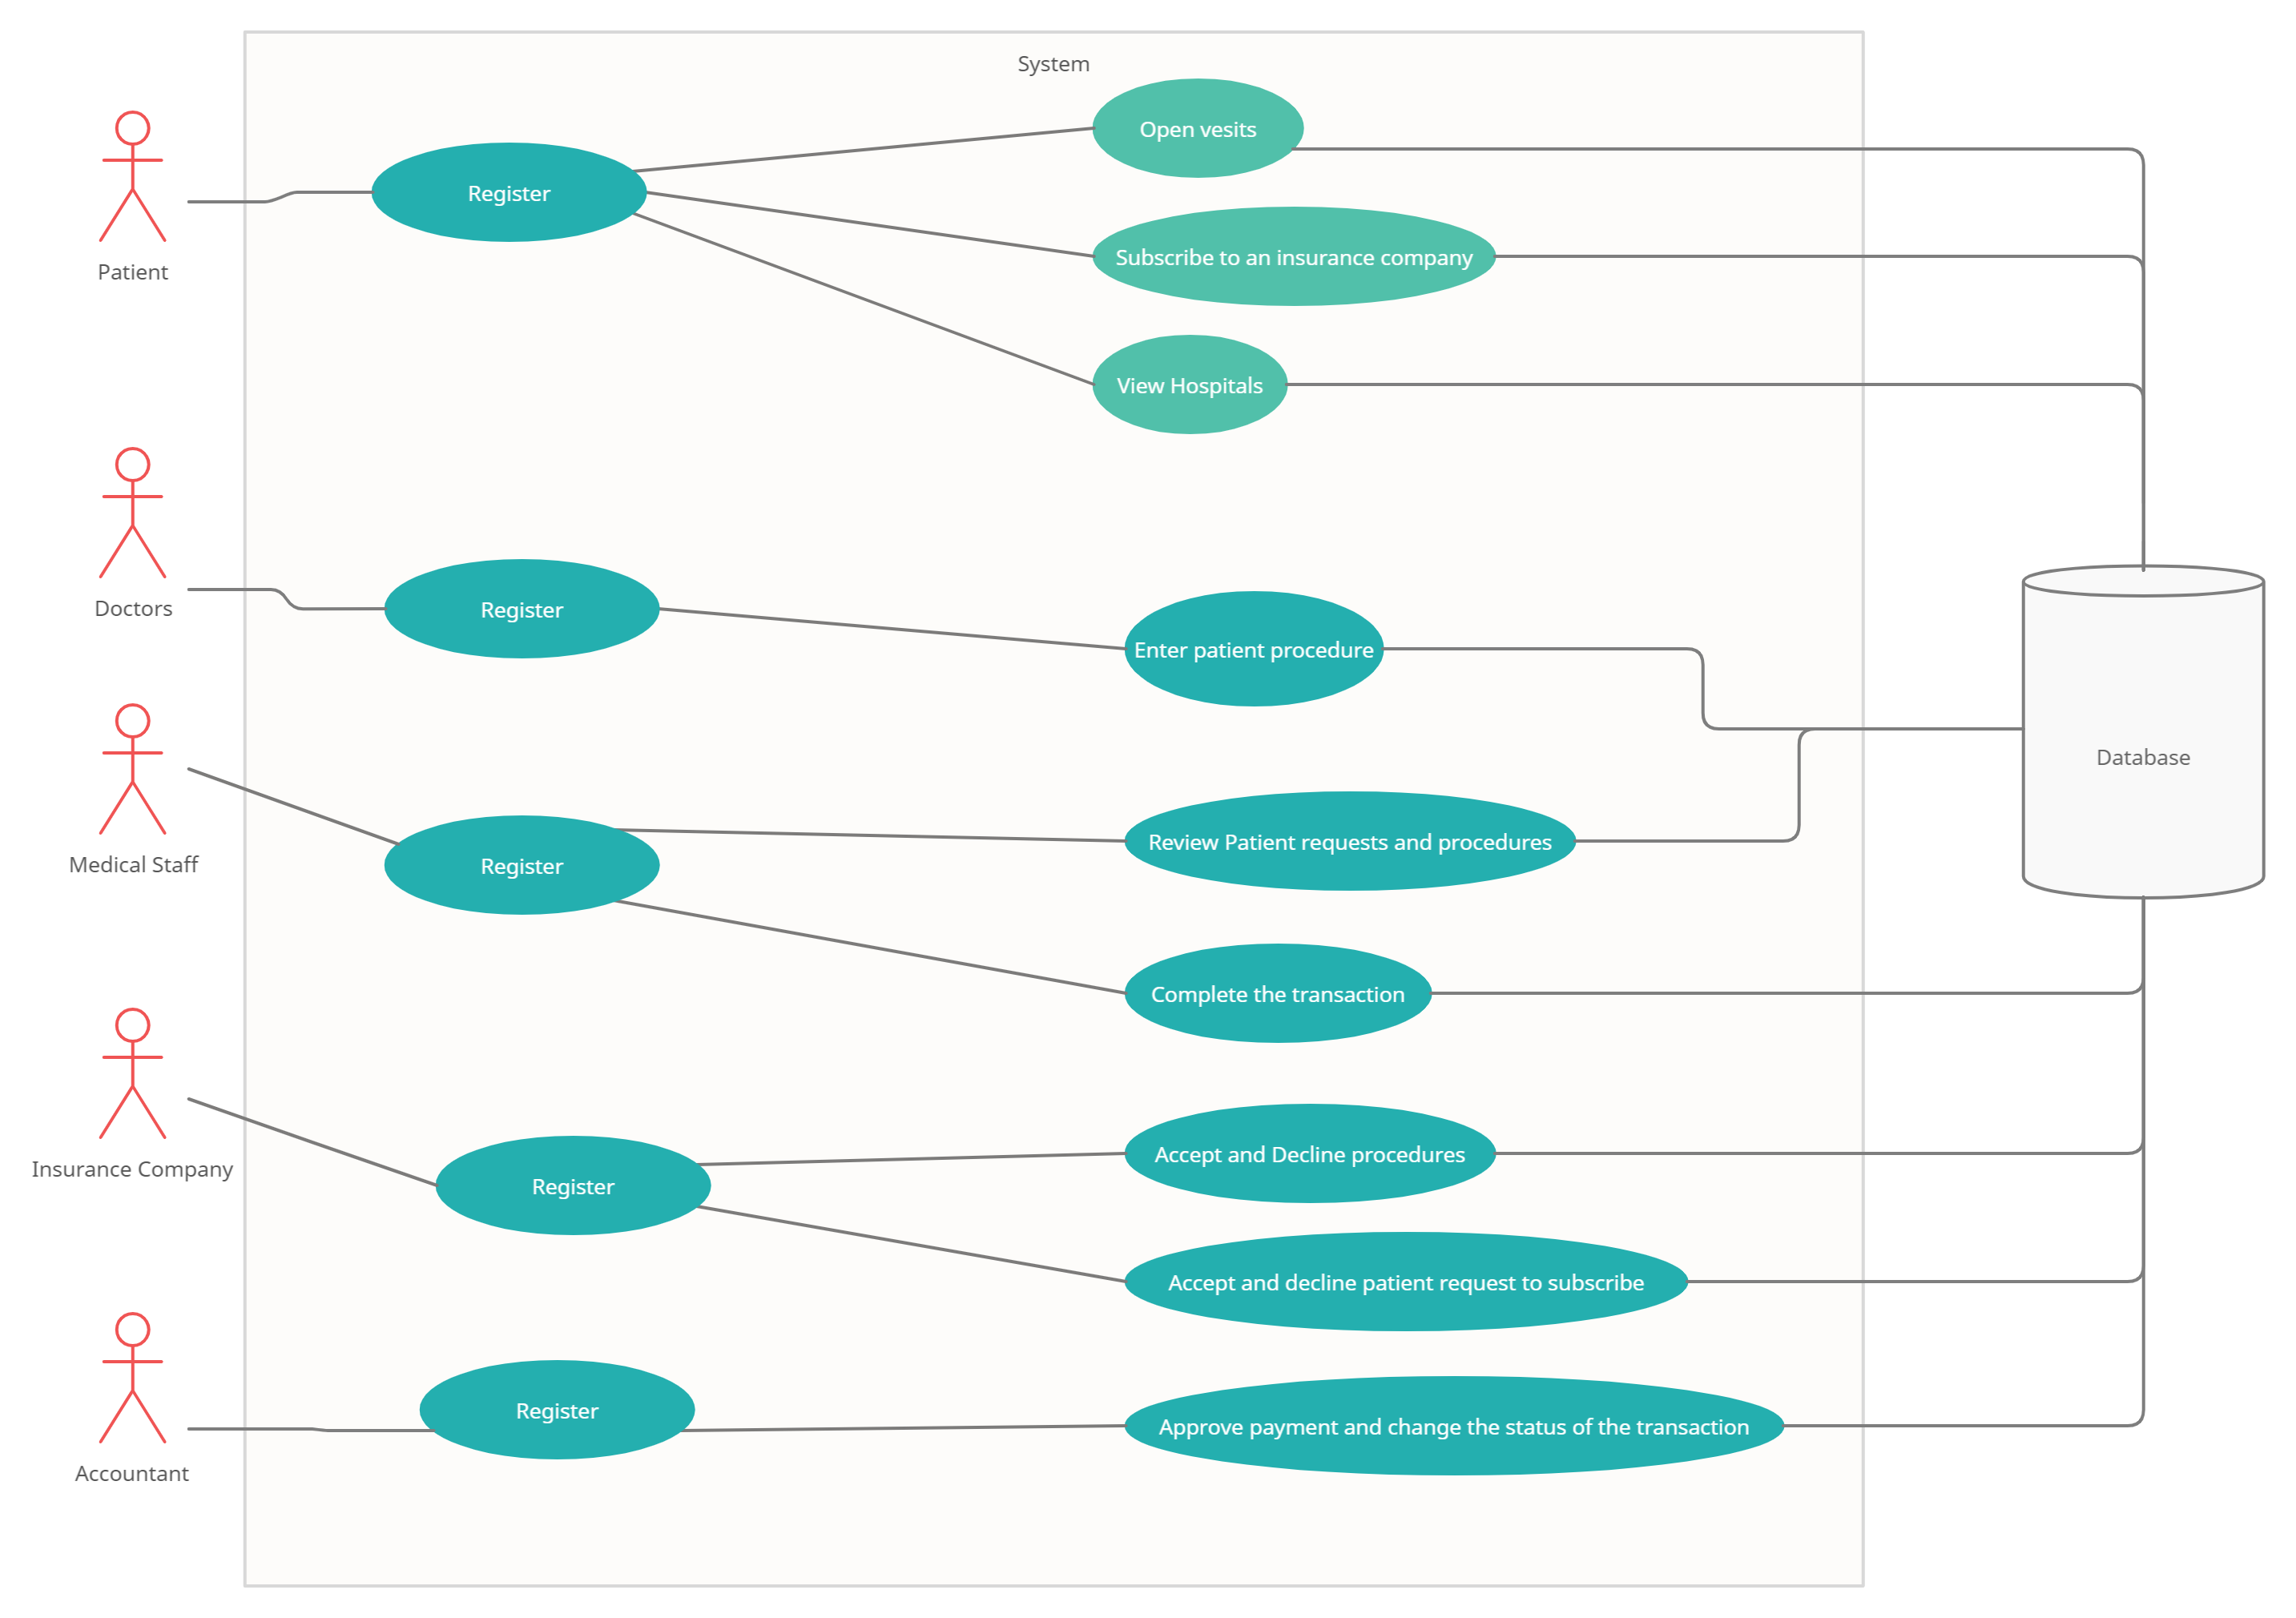 System
Open vesits
Register
Patient
Subscribe to an insurance company
View Hospitals
Doctors
Register
Enter patient procedure
Database
Medical Staff
Register
Review Patient requests and procedures
Complete the transaction
Insurance Company
Register
Accept and Decline procedures
Accept and decline patient request to subscribe
Accountant
Register
Approve payment and change the status of the transaction